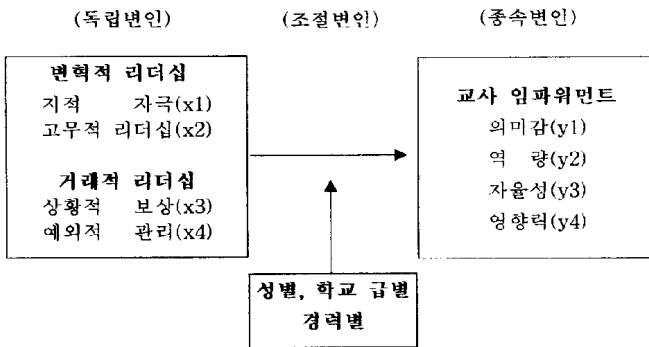 (독립변인)
(조절변인)
(종속변인)
변혁적 리더십
지적 자극(x1)
고무적 리더십(x2)
거래적 리더십
상황적 보상(x3)
예외적 관리(x4)
교사 임파워먼트
의미감(y1)
역 량(y2)
자율성(y3)
영향력(y4)
성별, 학교 급별
경력별